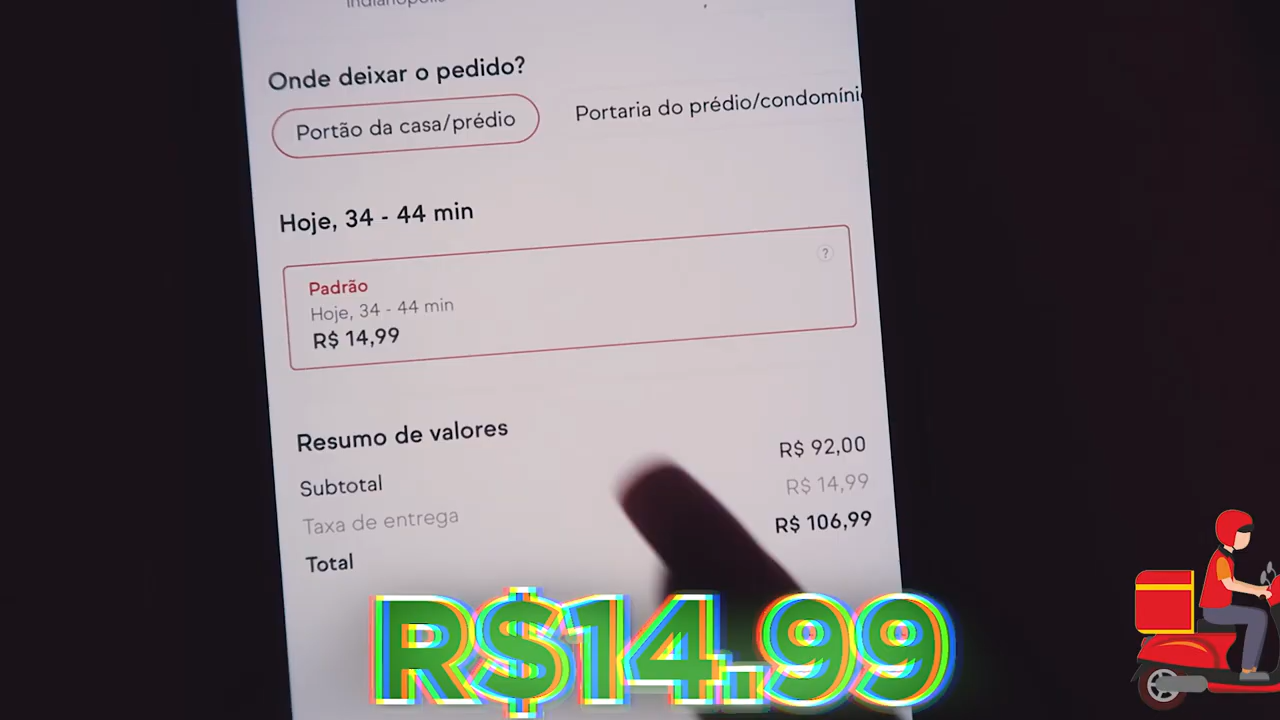 Onde deixar o pedido?
Portão da casa/prédio
Portaria do prédio/condomíni
Hoje, 34 - 44 min
?
Padrão
Hoje, 34 - 44 min
R$ 14,99
Resumo de valores
Subtotal R$ 92,00
Taxa de entrega R$ 14,99
Total R$ 106,99
R$14.99